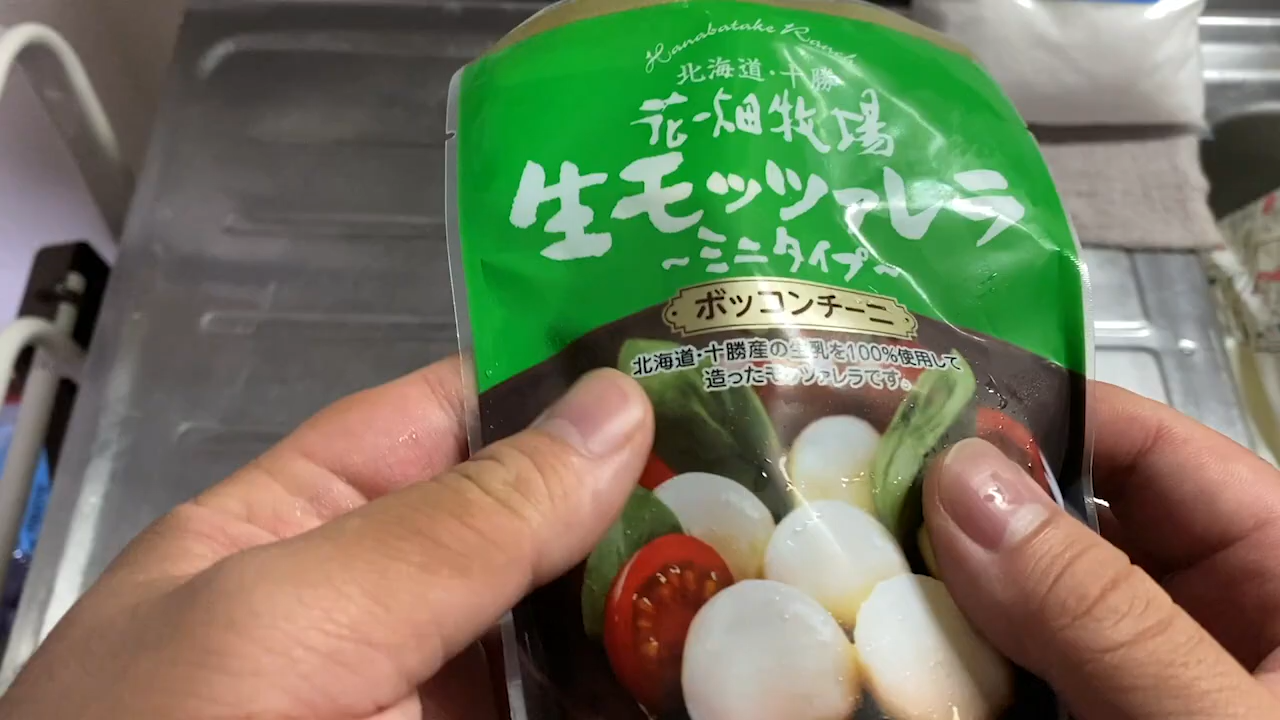 Hanabatake Ranch
北海道・十勝
花畑牧場
生モッツァレラ
~ミニタイプ~
ボッコンチーニ
北海道・十勝産の生乳を100%使用して
造ったモッツァレラです。